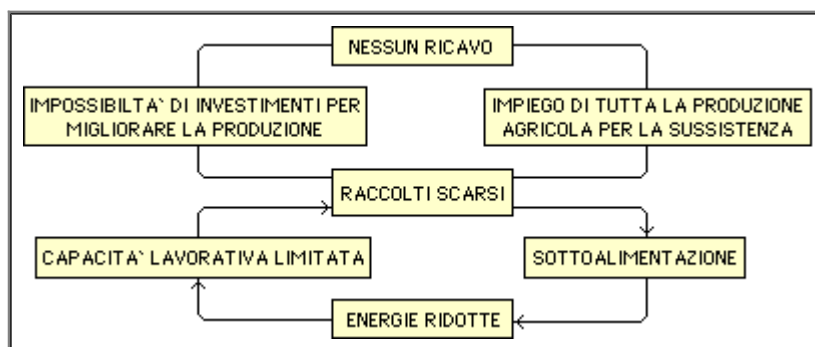 NESSUN RICAVO
IMPOSSIBILTA` DI INVESTIMENTI PER
MIGLIORARE LA PRODUZIONE
IMPIEGO DI TUTTA LA PRODUZIONE
AGRICOLA PER LA SUSSISTENZA
RACCOLTI SCARSI
CAPACITA` LAVORATIVA LIMITATA
SOTTOALIMENTAZIONE
ENERGIE RIDOTTE